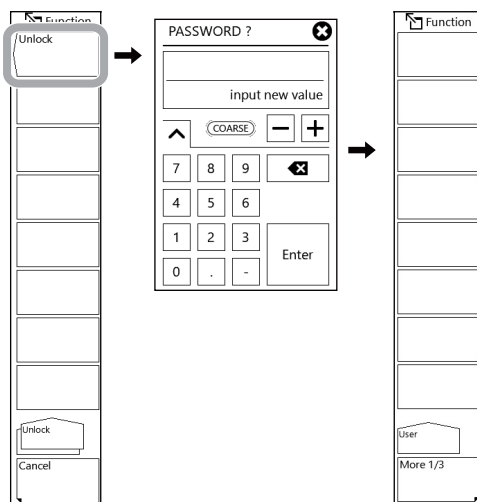 Function
Unlock
Unlock
Cancel
PASSWORD ?
input new value
COARSE
7 8 9
4 5 6
1 2 3
Enter
0 . -
Function
User
More 1/3